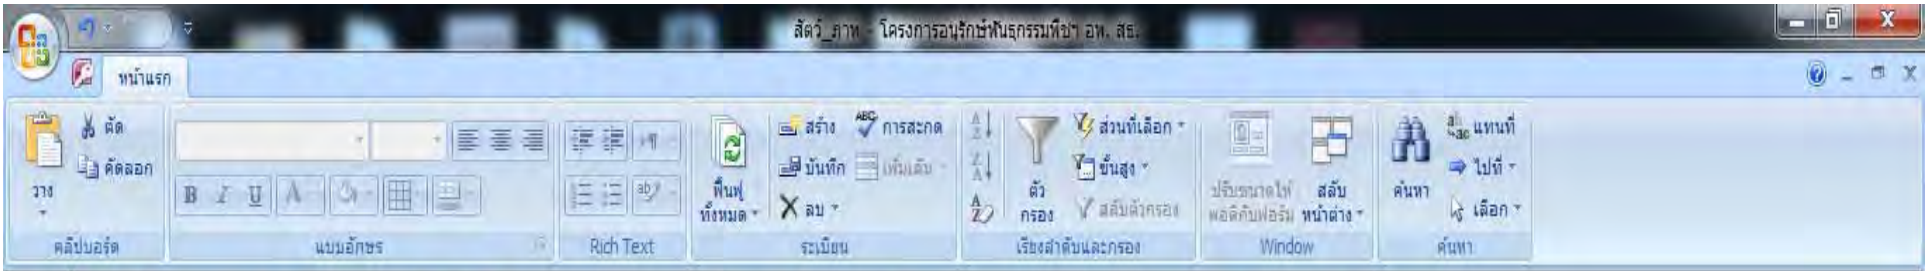 สัตว์_ภาพ - โครงการอนุรักษ์พันธุกรรมพืชฯ อพ. สธ.
หน้าแรก
วาง
ตัด
คัดลอก
คลิปบอร์ด
B I U A
แบบอักษร
ab
Rich Text
ฟื้นฟู
ทั้งหมด
สร้าง
บันทึก
ลบ
ABC การสะกด
เพิ่มเติม
ระเบียน
ตัว
กรอง
ส่วนที่เลือก
ขั้นสูง
สลับตัวกรอง
เรียงลำดับและกรอง
ปรับขนาดให้
พอดีกับฟอร์ม
สลับ
หน้าต่าง
Window
ค้นหา
แทนที่
ไปที่
เลือก
ค้นหา